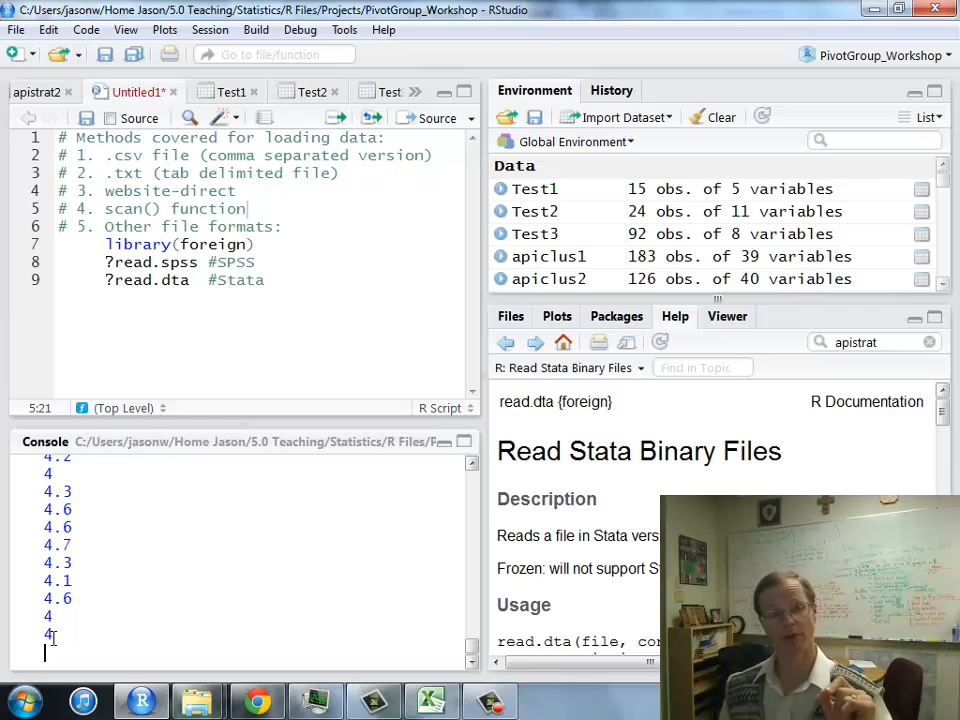 C:/Users/jasonw/Home Jason/5.0 Teaching/Statistics/R Files/Projects/PivotGroup_Workshop - RStudio
File Edit Code View Plots Session Build Debug Tools Help
Go to file/function
PivotGroup_Workshop
apistrat2 Untitled1* Test1 Test2 Test
Source Source
1 # Methods covered for loading data:
2 # 1. .csv file (comma separated version)
3 # 2. .txt (tab delimited file)
4 # 3. website-direct
5 # 4. scan() function
6 # 5. Other file formats:
7 library(foreign)
8 ?read.spss #SPSS
9 ?read.dta #Stata
5:21 (Top Level) R Script
Console C:/Users/jasonw/Home Jason/5.0 Teaching/Statistics/R Files/P
4.2
4
4.3
4.6
4.6
4.7
4.3
4.1
4.6
4
4
Environment History
Import Dataset Clear List
Global Environment
Data
Test1 15 obs. of 5 variables
Test2 24 obs. of 11 variables
Test3 92 obs. of 8 variables
apiclus1 183 obs. of 39 variables
apiclus2 126 obs. of 40 variables
Files Plots Packages Help Viewer
apistrat
R: Read Stata Binary Files Find in Topic
read.dta {foreign} R Documentation
Read Stata Binary Files
Description
Reads a file in Stata vers
Frozen: will not support S
Usage
read.dta(file, con